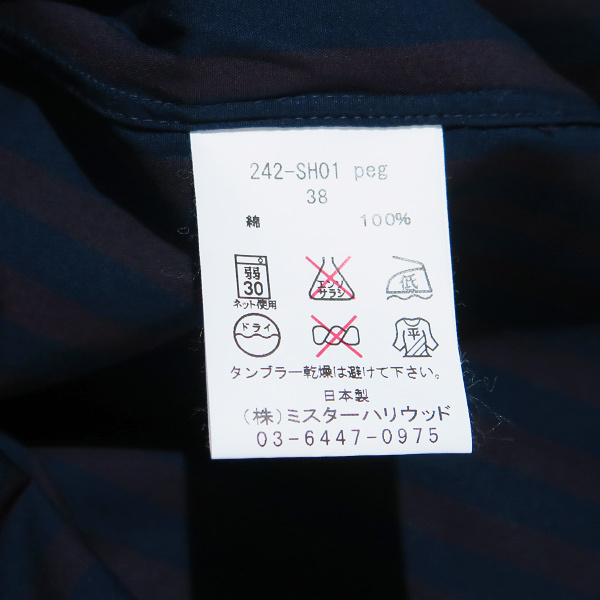 242-SH01 peg
38
綿 100%
弱
30
ネット使用
エンソ
サラシ
低
ドライ
平
タンブラー乾燥は避けて下さい。
日本製
(株)ミスターハリウッド
03-6447-0975